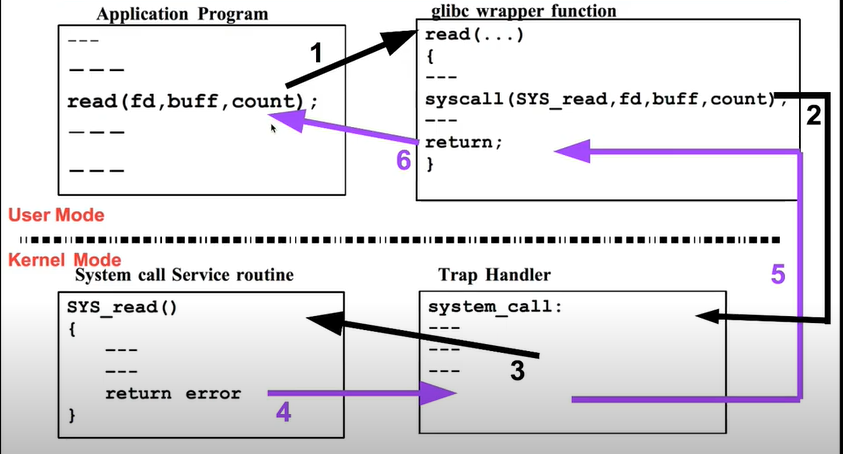 Application Program
---
---
read(fd,buff,count);
---
---
glibc wrapper function
read(...)
{
---
syscall(SYS_read,fd,buff,count);
---
return;
}
1
2
6
User Mode
Kernel Mode
System call Service routine
SYS_read()
{
---
---
return error
}
Trap Handler
system_call:
---
---
---
3
4
5